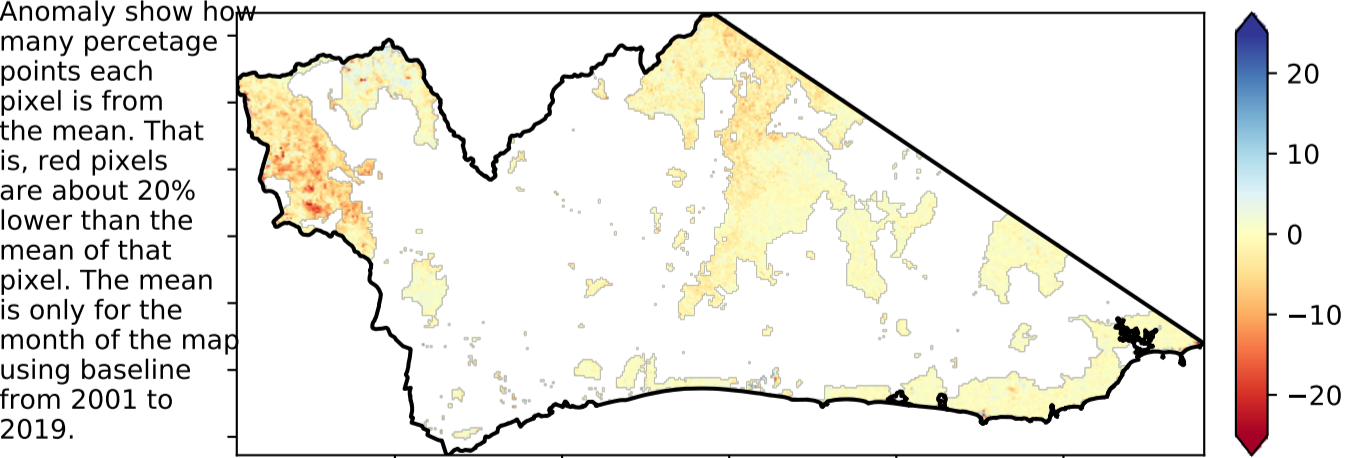 Anomaly show how
many percetage
points each
pixel is from
the mean. That
is, red pixels
are about 20%
lower than the
mean of that
pixel. The mean
is only for the
month of the map
using baseline
from 2001 to
2019.
20
10
0
−10
−20